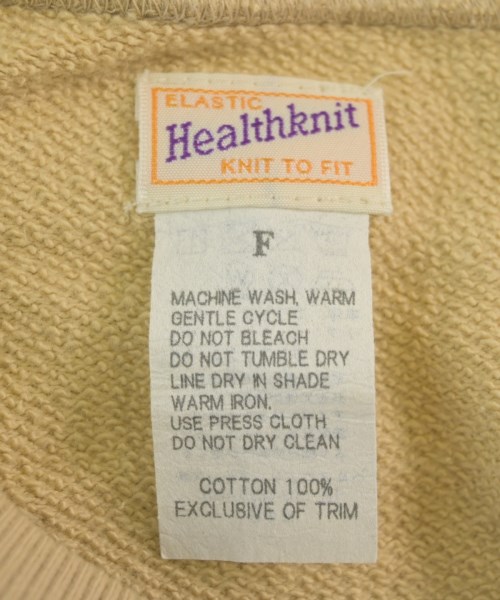 ELASTIC
Healthknit
KNIT TO FIT
F
MACHINE WASH, WARM
GENTLE CYCLE
DO NOT BLEACH
DO NOT TUMBLE DRY
LINE DRY IN SHADE
WARM IRON,
USE PRESS CLOTH
DO NOT DRY CLEAN
COTTON 100%
EXCLUSIVE OF TRIM